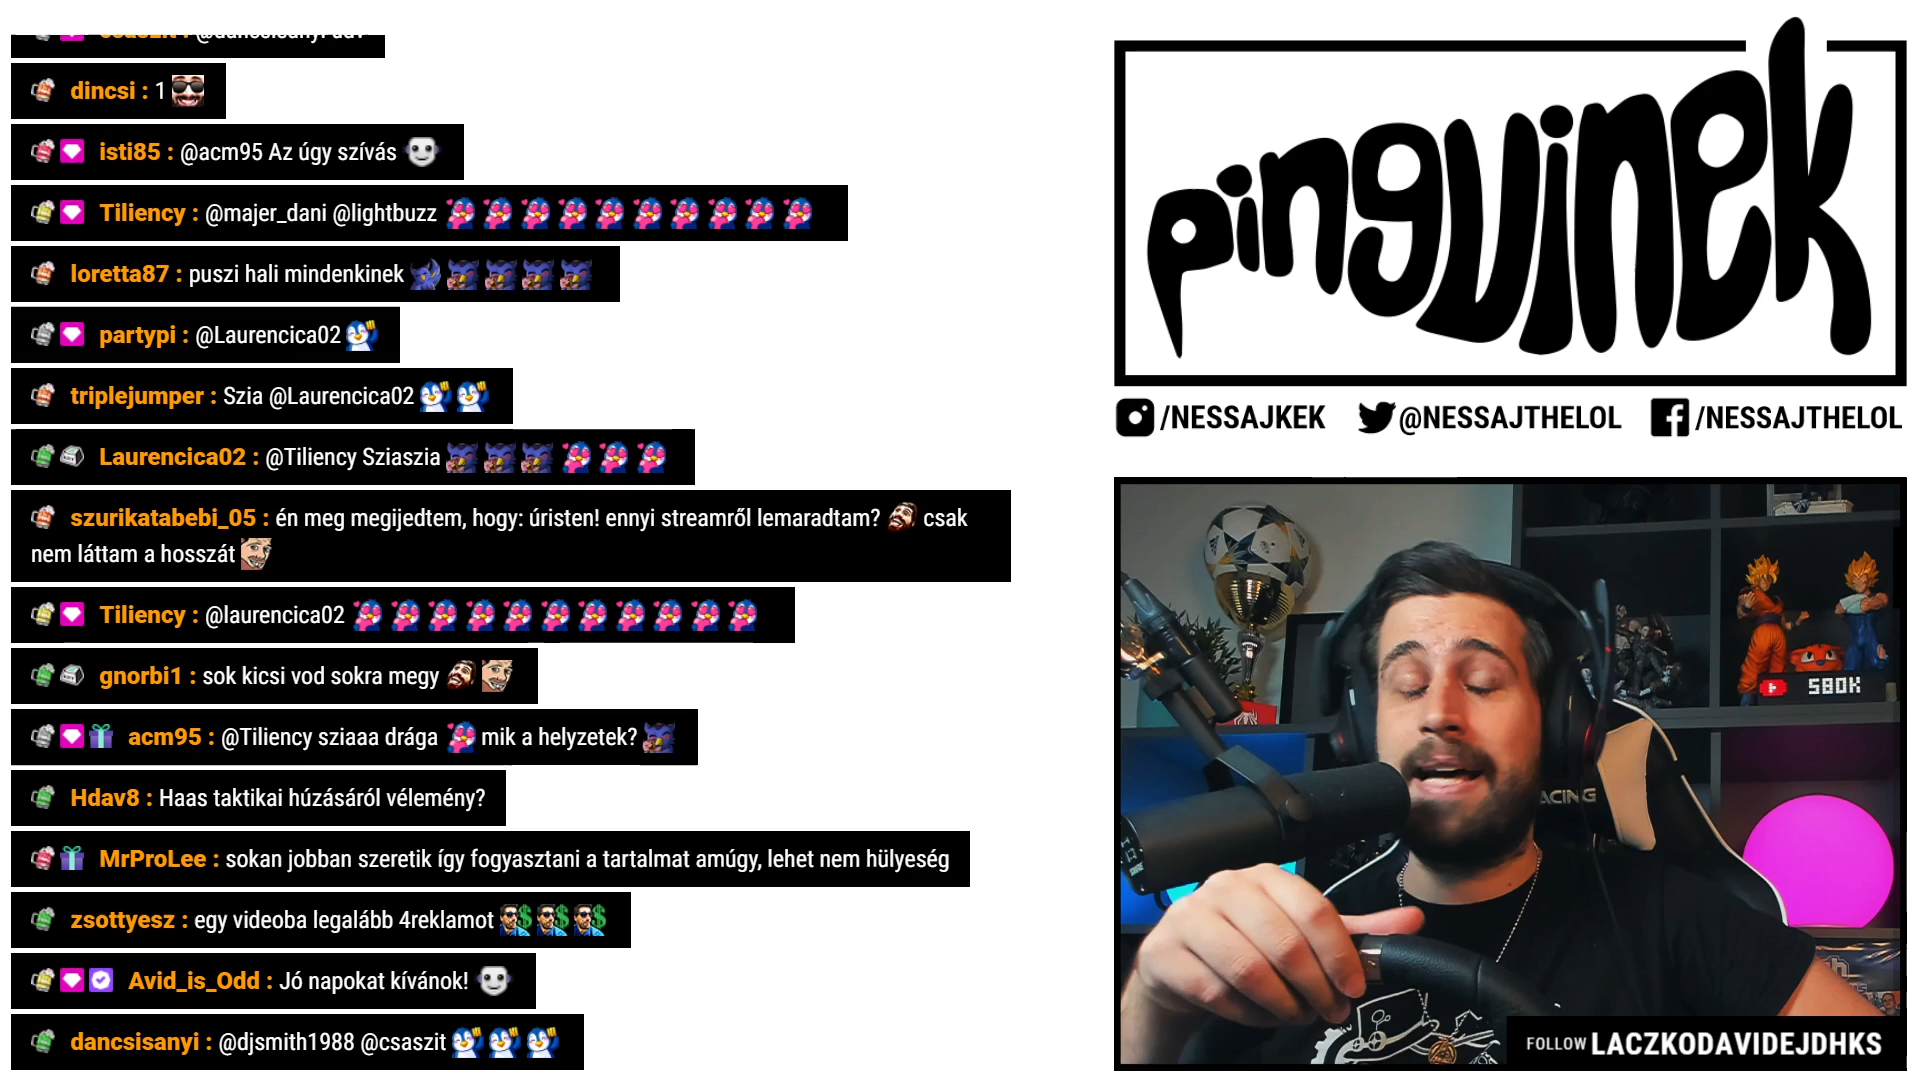 dincsi : 1
isti85 : @acm95 Az úgy szívás
Tiliency : @majer_dani @lightbuzz
loretta87 : puszi hali mindenkinek
partypi : @Laurencica02
triplejumper : Szia @Laurencica02
Laurencica02 : @Tiliency Sziaszia
szurikatabebi_05 : én meg megijedtem, hogy: úristen! ennyi streamről lemaradtam? csak
nem láttam a hosszát
Tiliency : @laurencica02
gnorbi1 : sok kicsi vod sokra megy
acm95 : @Tiliency sziaaa drága mik a helyzetek?
Hdav8 : Haas taktikai húzásáról vélemény?
MrProLee : sokan jobban szeretik így fogyasztani a tartalmat amúgy, lehet nem hülyeség
zsottyesz : egy videoba legalább 4reklamot
Avid_is_Odd : Jó napokat kívánok!
dancsisanyi : @djsmith1988 @csaszit
pinguinek
/NESSAJKEK @NESSAJTHELOL /NESSAJTHELOL
580K
ACING
FOLLOW LACZKODAVIDEJDHKS